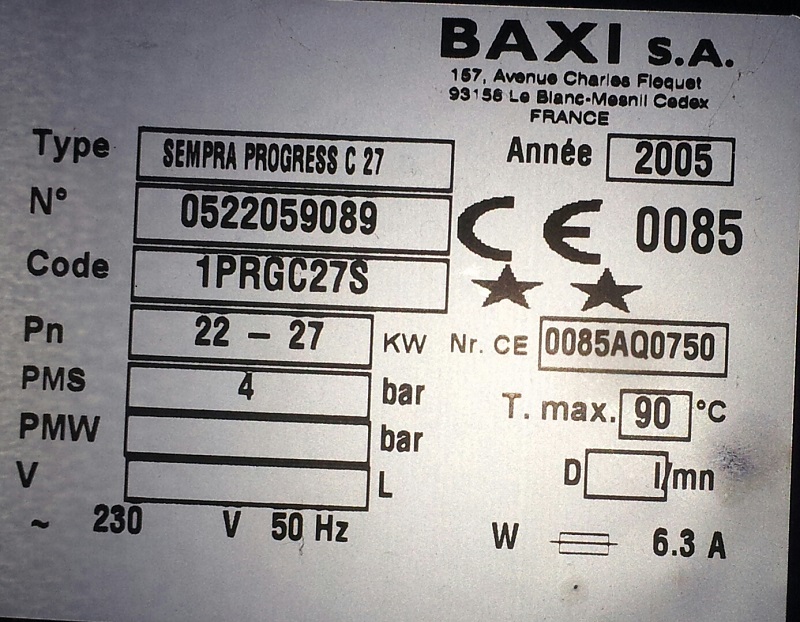 BAXI S.A.
157, Avenue Charles Floquet
93158 Le Blanc-Mesnil Cedex
FRANCE
Type SEMPRA PROGRESS C 27 Année 2005
N° 0522059089 CE 0085
Code 1PRGC27S
Pn 22 - 27 KW Nr. CE 0085AQ0750
PMS 4 bar T. max. 90 °C
PMW bar
V L D l/mn
~ 230 V 50 Hz W 6.3 A